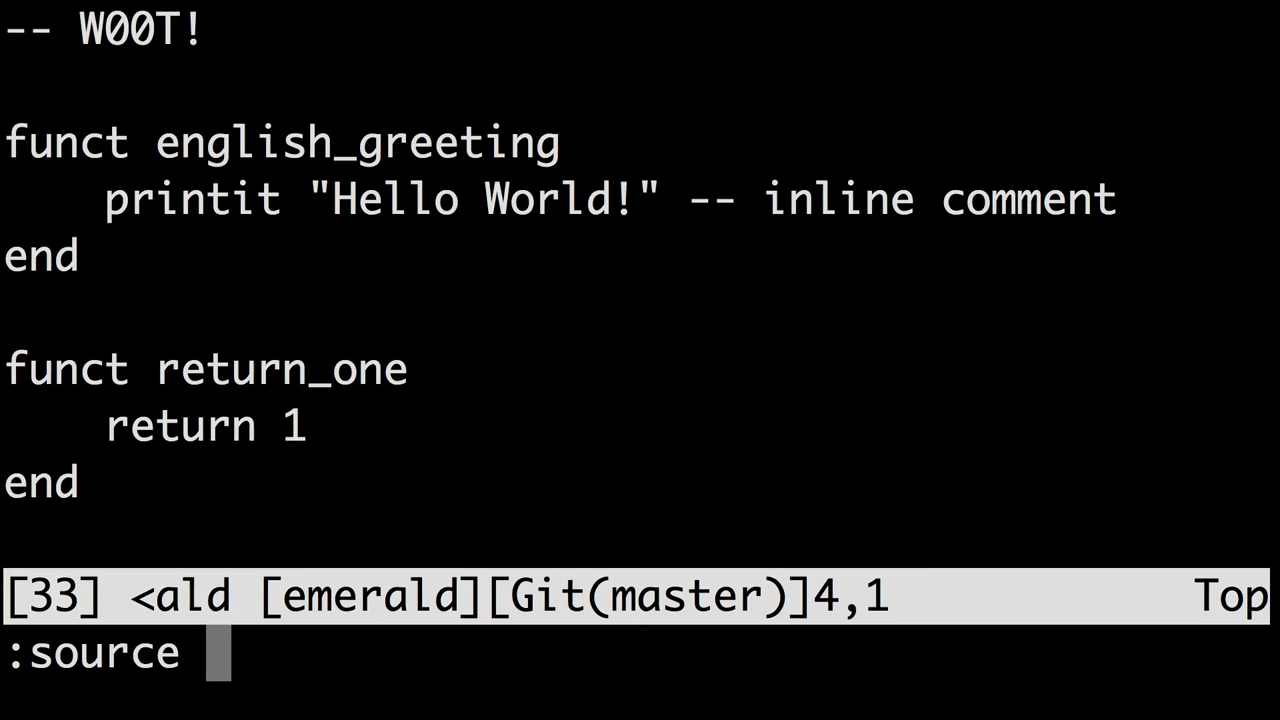 -- W00T!
funct english_greeting
    printit "Hello World!" -- inline comment
end
funct return_one
    return 1
end
[33] <ald [emerald][Git(master)]4,1 Top
:source